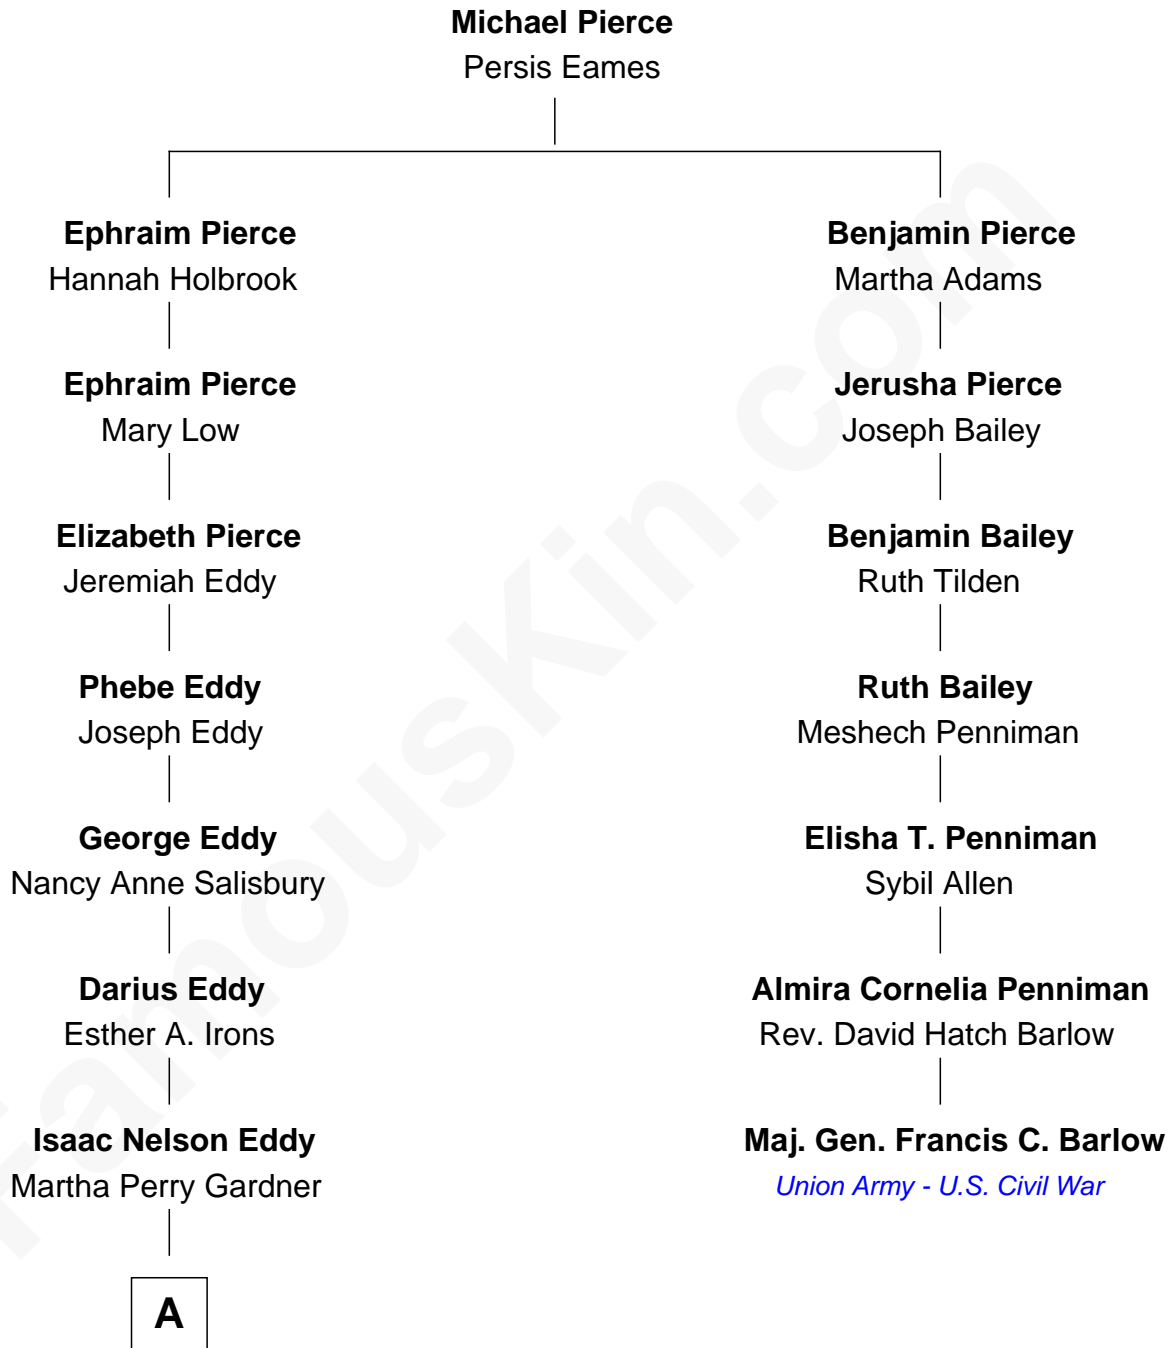 Michael Pierce
Persis Eames
Ephraim Pierce
Hannah Holbrook
Benjamin Pierce
Martha Adams
Ephraim Pierce
Mary Low
Jerusha Pierce
Joseph Bailey
Elizabeth Pierce
Jeremiah Eddy
Benjamin Bailey
Ruth Tilden
Phebe Eddy
Joseph Eddy
Ruth Bailey
Meshech Penniman
George Eddy
Nancy Anne Salisbury
Elisha T. Penniman
Sybil Allen
Darius Eddy
Esther A. Irons
Almira Cornelia Penniman
Rev. David Hatch Barlow
Isaac Nelson Eddy
Martha Perry Gardner
Maj. Gen. Francis C. Barlow
Union Army - U.S. Civil War
A
FamousKin.com